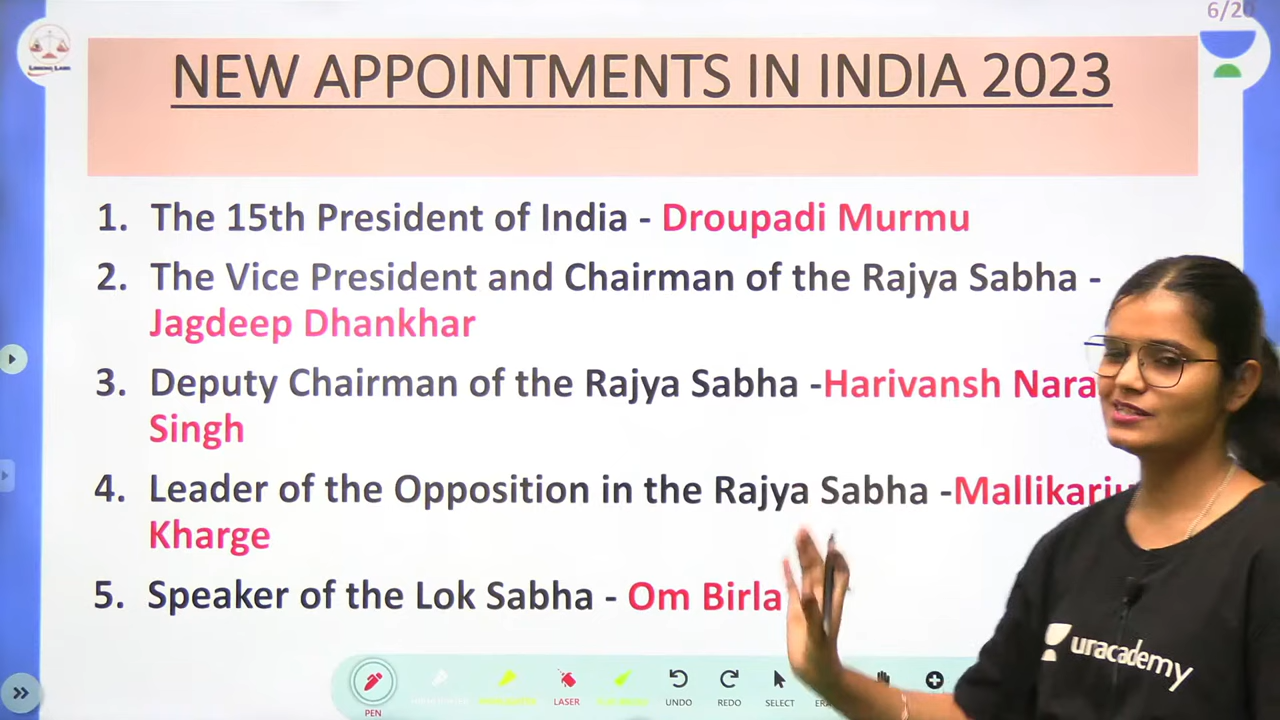 6/20
NEW APPOINTMENTS IN INDIA 2023
1. The 15th President of India - Droupadi Murmu
2. The Vice President and Chairman of the Rajya Sabha -
Jagdeep Dhankhar
3. Deputy Chairman of the Rajya Sabha -Harivansh
Singh
4. Leader of the Opposition in the Rajya Sabha -
Kharge
5. Speaker of the Lok Sabha - Om Birla
uracademy
PEN
LASER
UNDO
REDO
SELECT